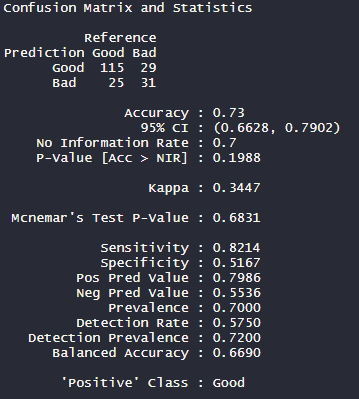 Confusion Matrix and Statistics
Reference
Prediction Good Bad
Good 115 29
Bad 25 31
Accuracy : 0.73
95% CI : (0.6628, 0.7902)
No Information Rate : 0.7
P-Value [Acc > NIR] : 0.1988
Kappa : 0.3447
Mcnemar's Test P-Value : 0.6831
Sensitivity : 0.8214
Specificity : 0.5167
Pos Pred Value : 0.7986
Neg Pred Value : 0.5536
Prevalence : 0.7000
Detection Rate : 0.5750
Detection Prevalence : 0.7200
Balanced Accuracy : 0.6690
'Positive' Class : Good